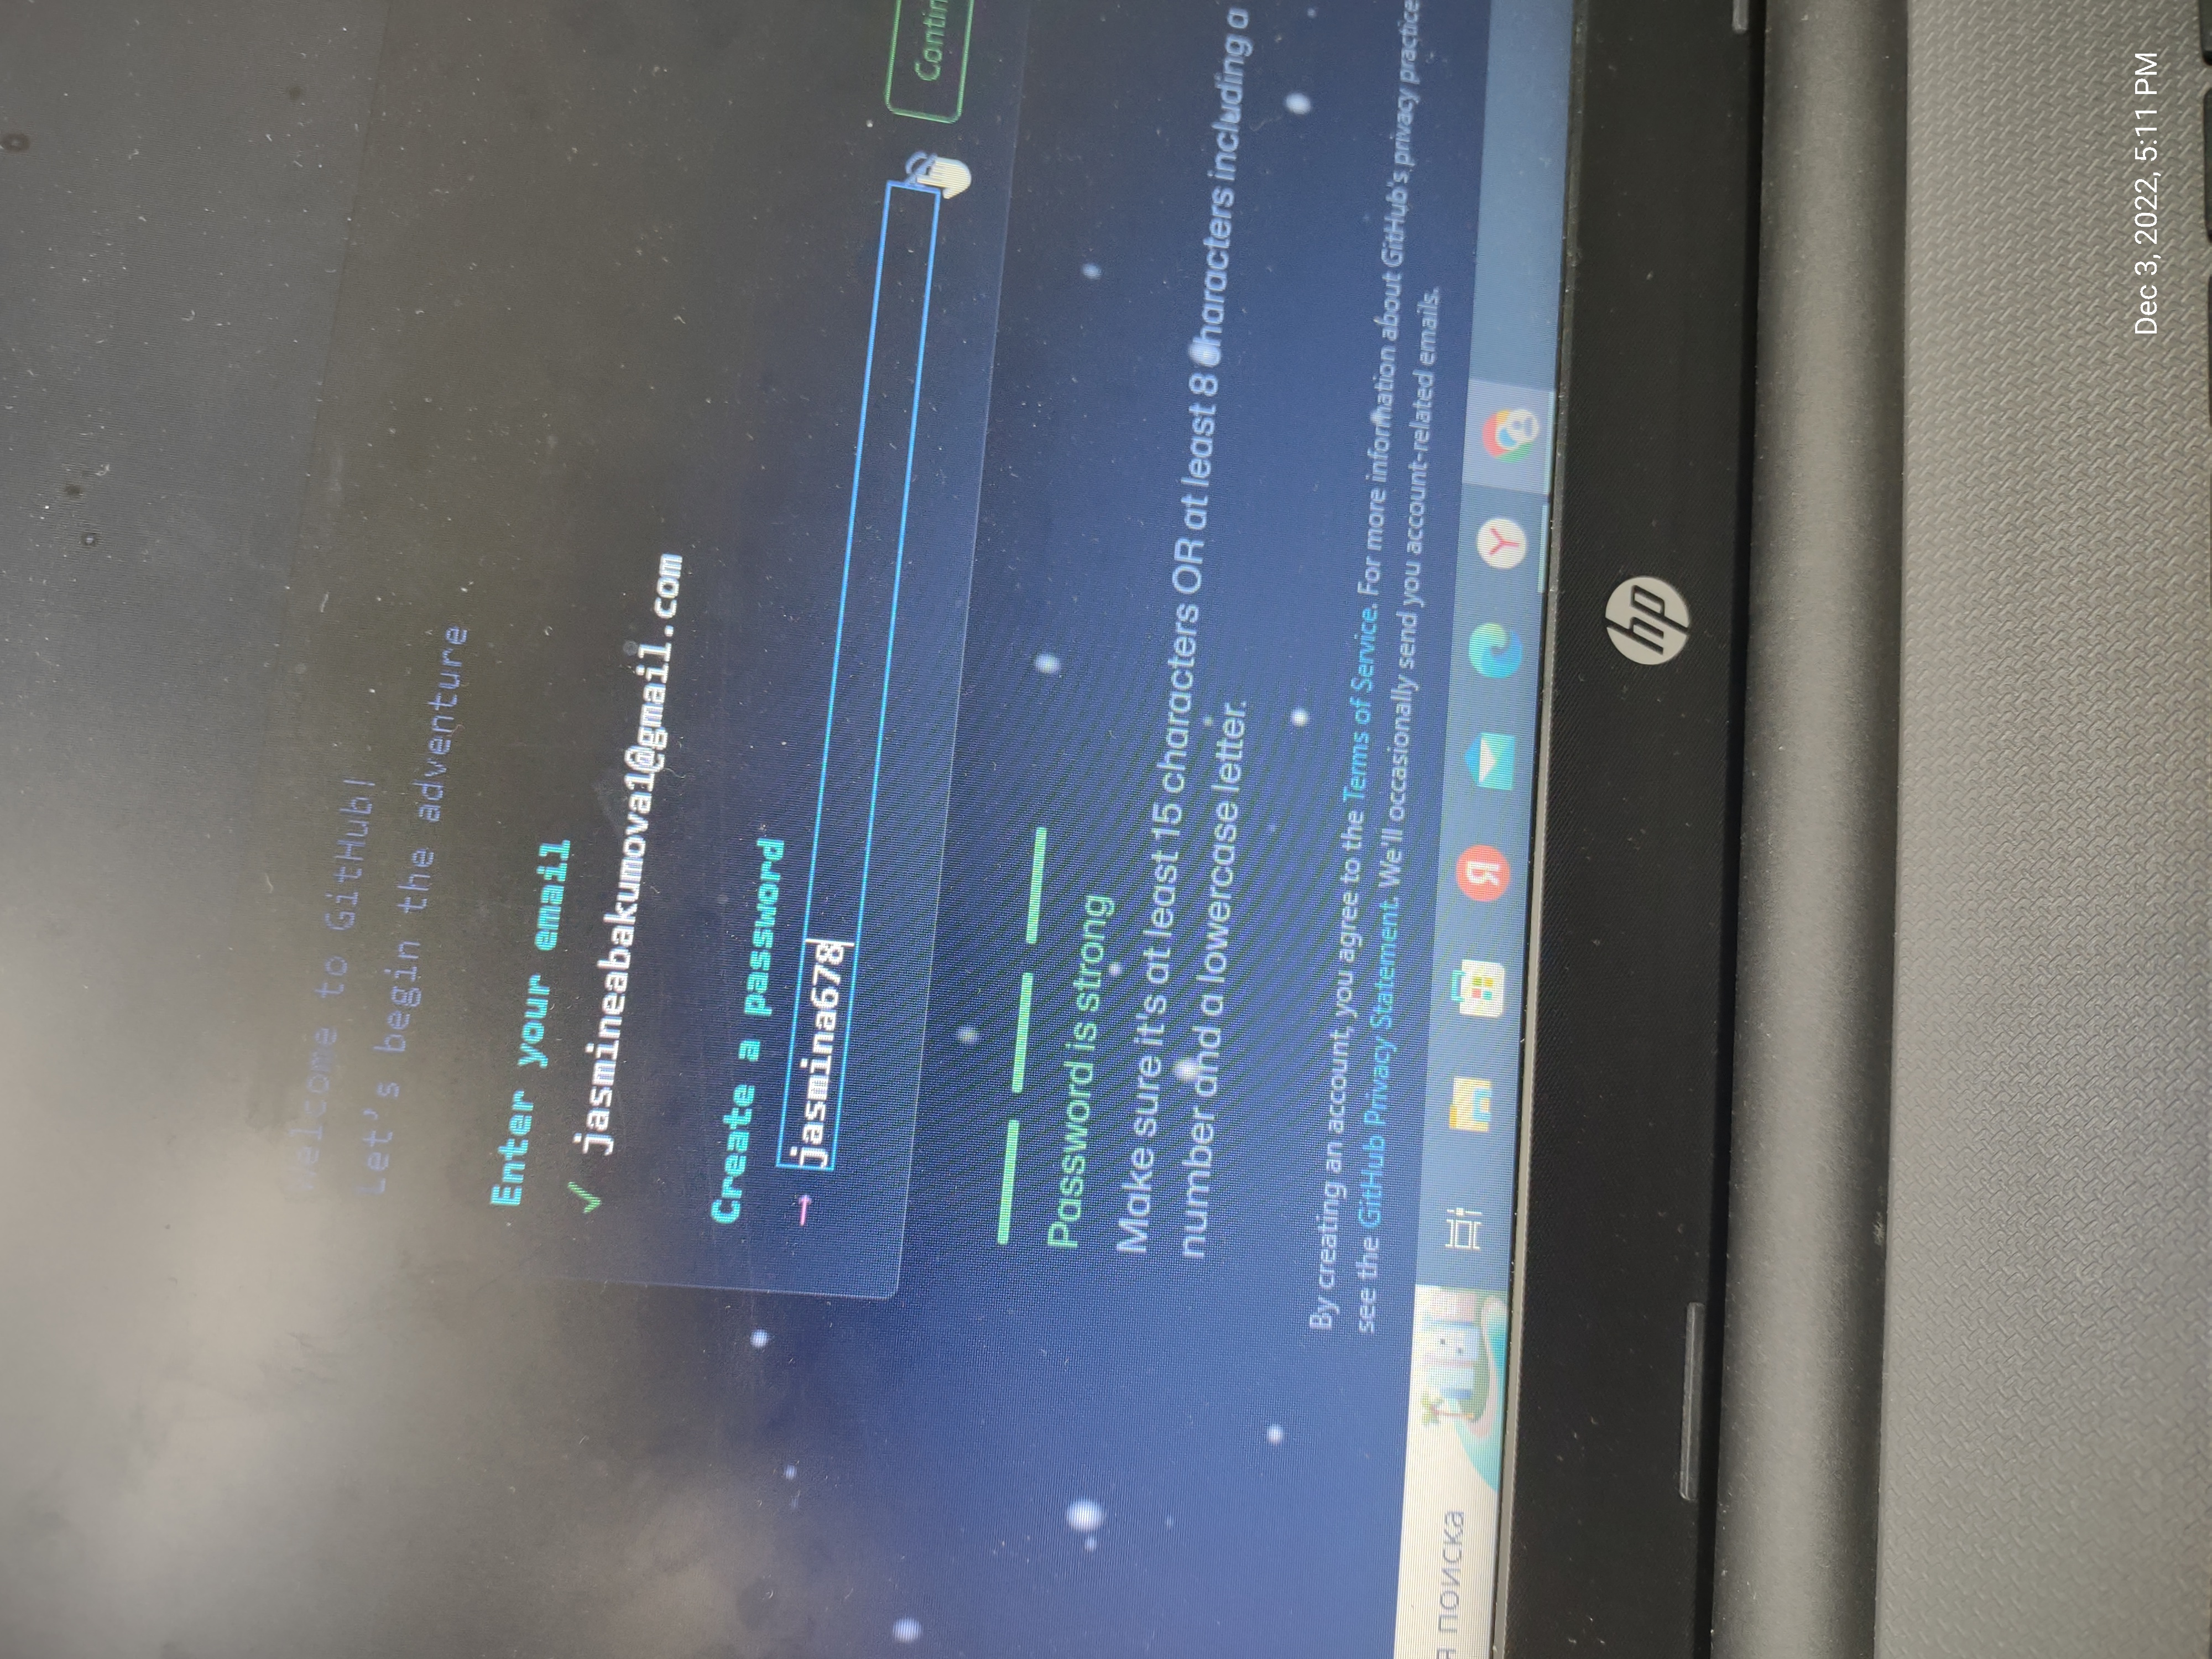 Welcome to GitHub!
Let's begin the adventure
Enter your email
✓ jasmineabakumova1@gmail.com
Create a password
→ jasmina678
Contin
Password is strong
Make sure it's at least 15 characters OR at least 8 characters including a
number and a lowercase letter.
By creating an account, you agree to the Terms of Service. For more information about GitHub's privacy practice
see the GitHub Privacy Statement. We'll occasionally send you account-related emails.
я поиска
Я
Y
hp
Dec 3, 2022, 5:11 PM